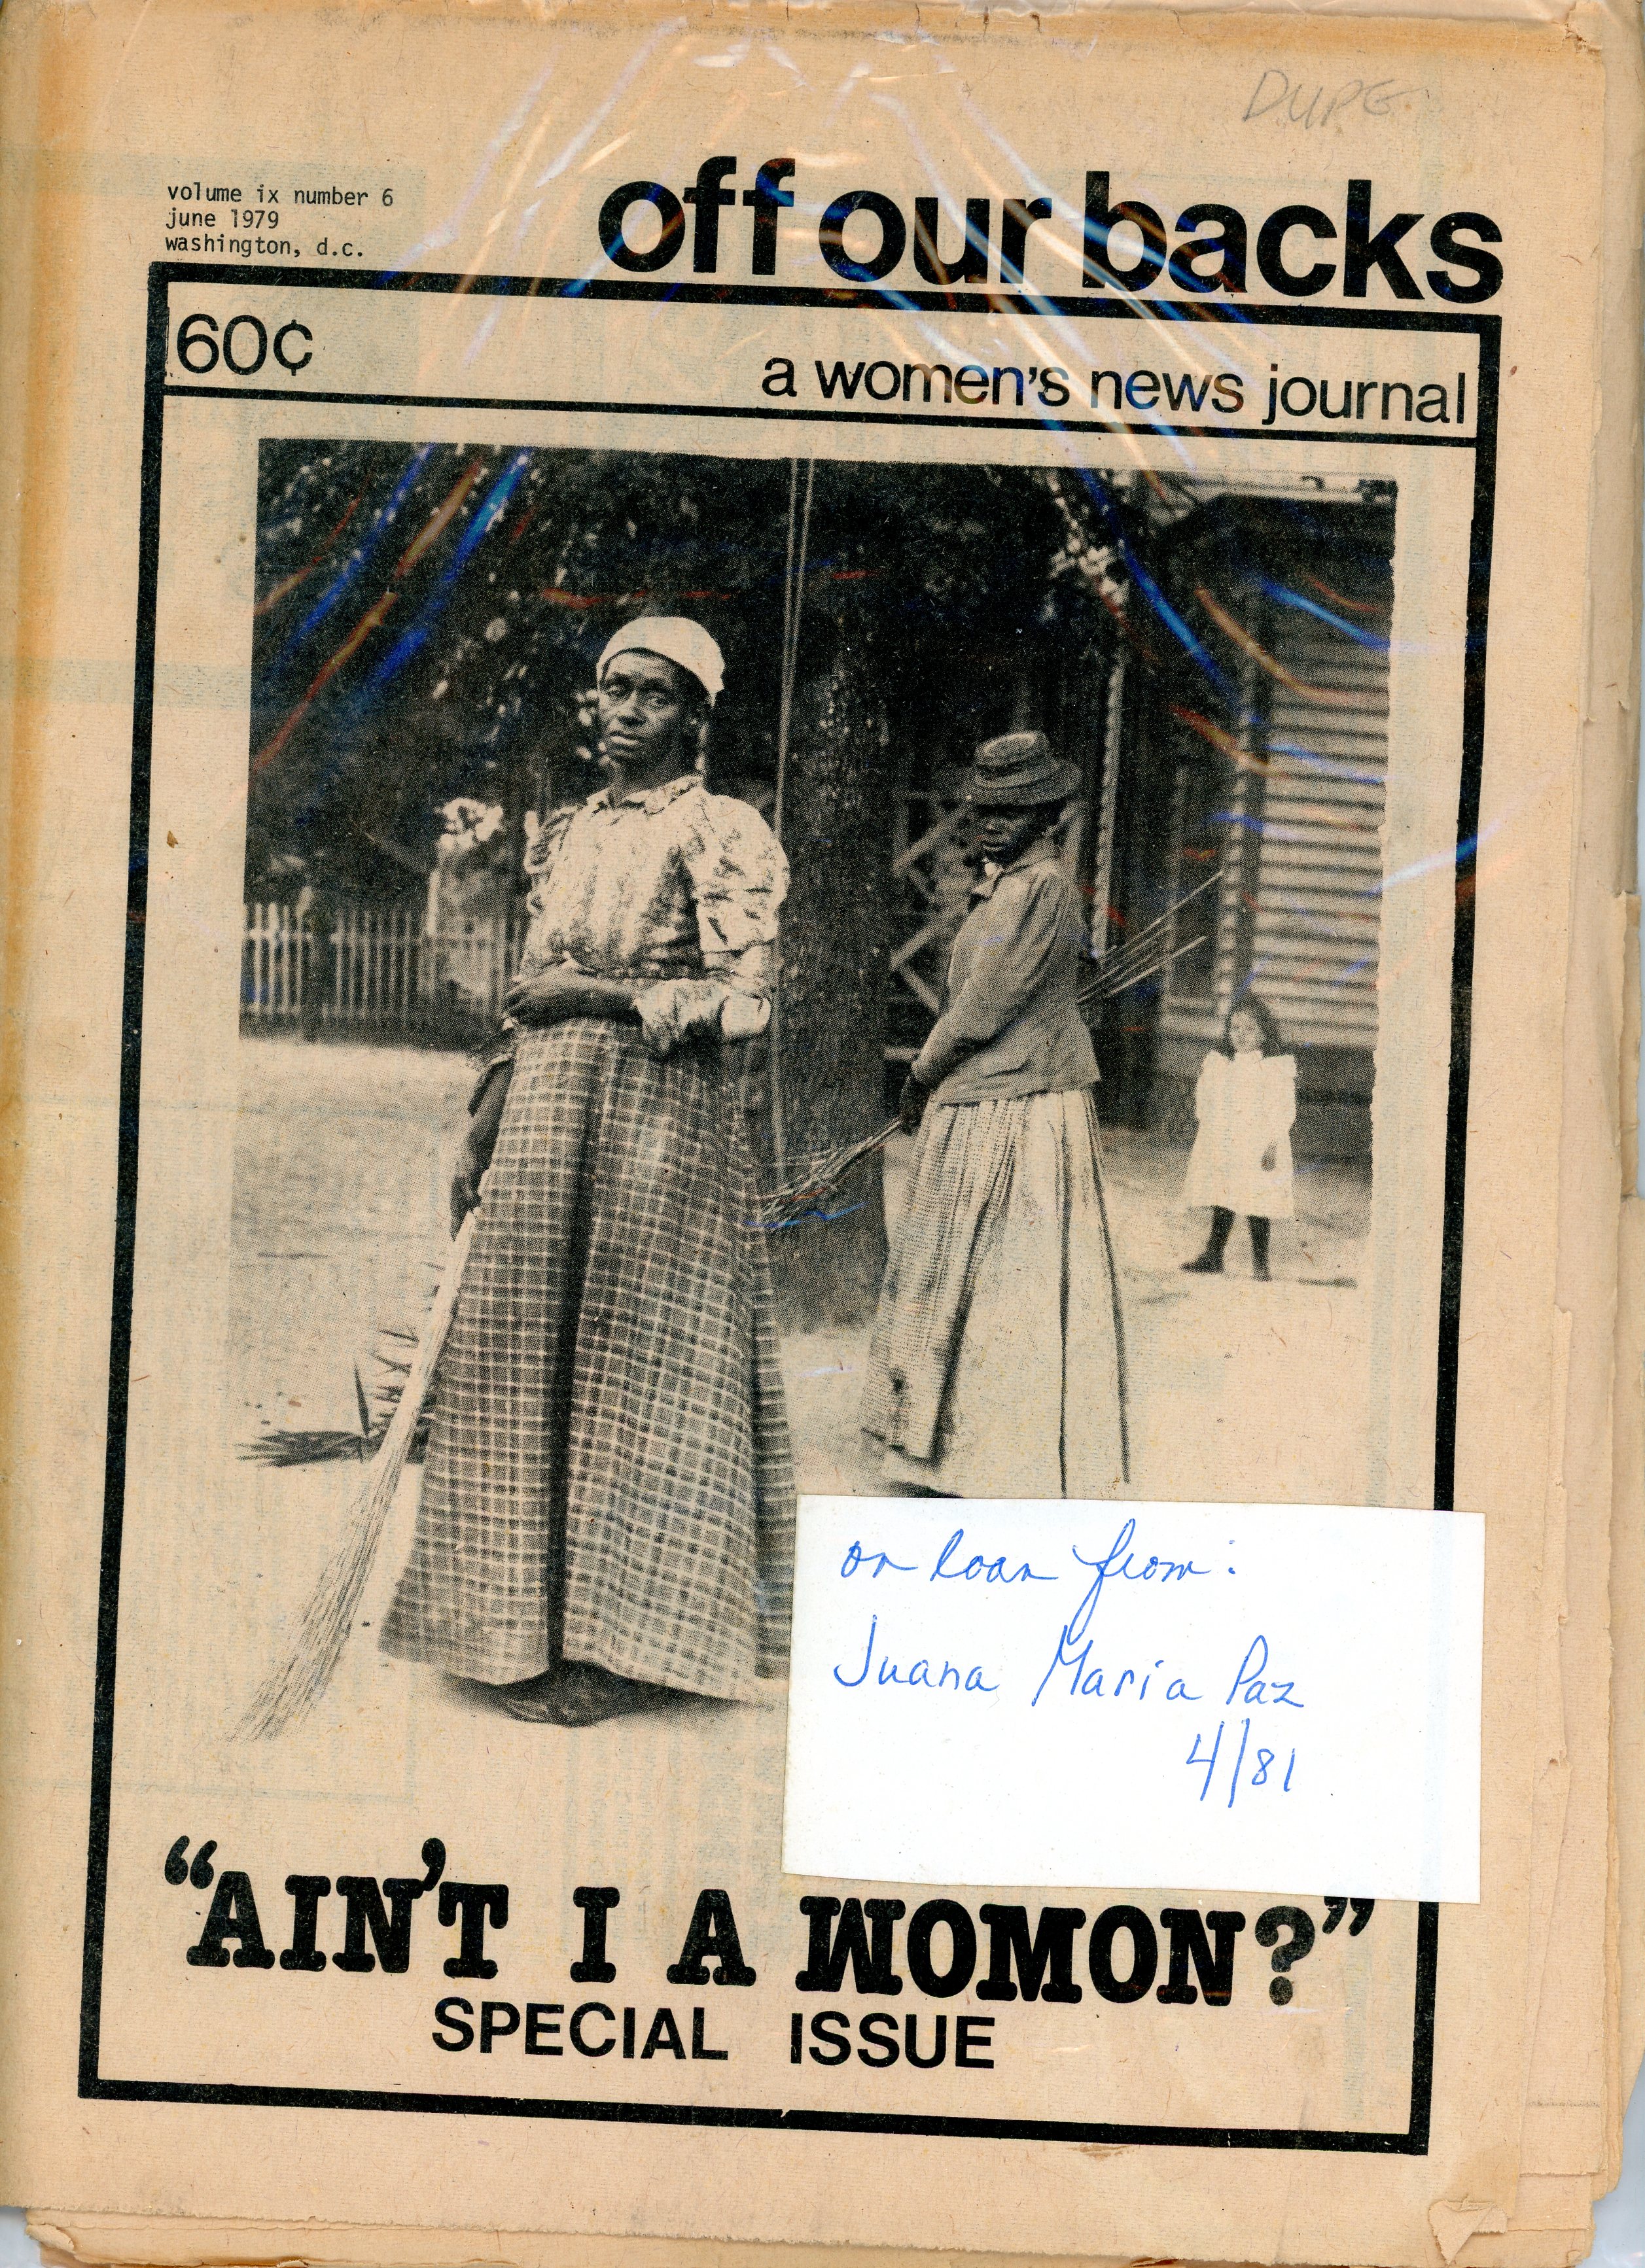 DUPE
volume ix number 6
june 1979
washington, d.c.
off our backs
60¢
a women's news journal
on loan from:
Juana Maria Paz
4/81
“AIN'T I A WOMON?”
SPECIAL ISSUE